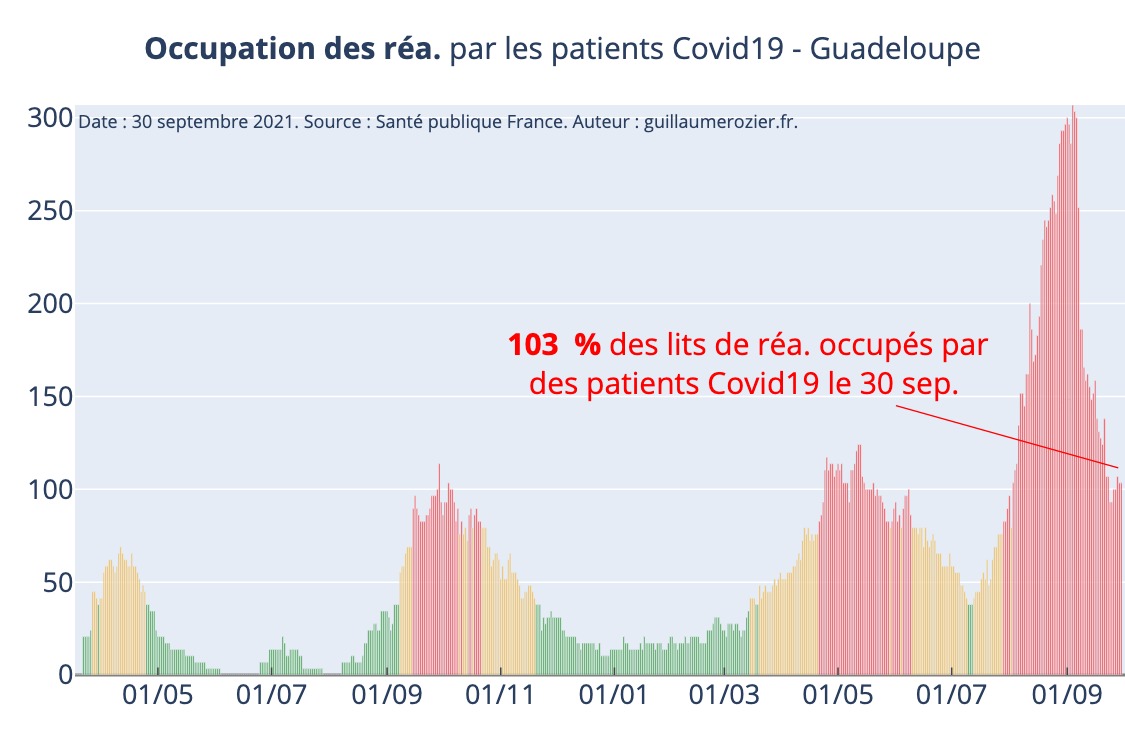 Occupation des réa. par les patients Covid19 - Guadeloupe
300
Date : 30 septembre 2021. Source : Santé publique France. Auteur : guillaumerozier.fr.
250
200
103 % des lits de réa. occupés par
des patients Covid19 le 30 sep.
150
100
50
0
01/05 01/07 01/09 01/11 01/01 01/03 01/05 01/07 01/09